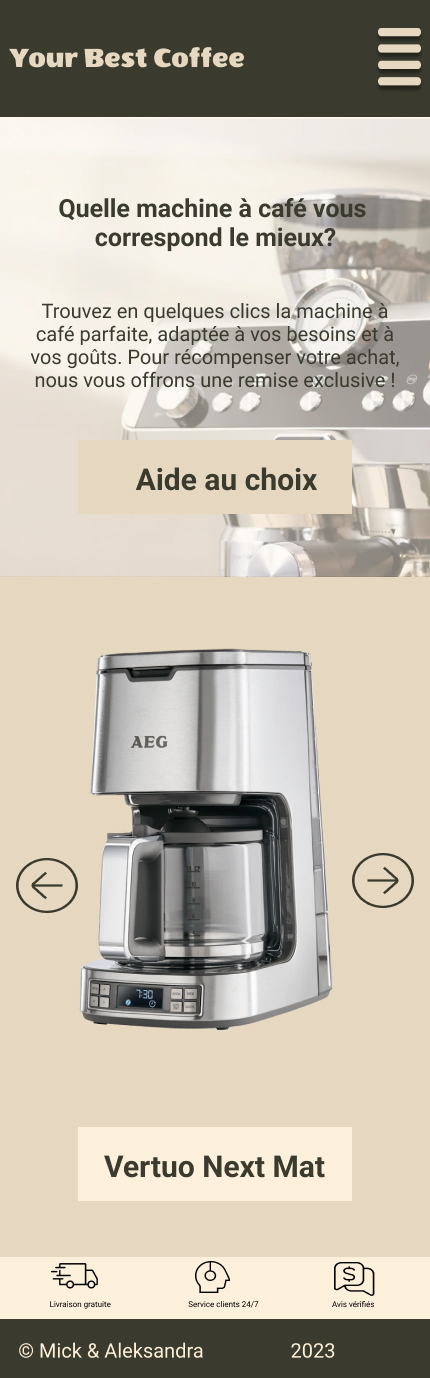 Your Best Coffee
Quelle machine à café vous
correspond le mieux?
Trouvez en quelques clics la machine à
café parfaite, adaptée à vos besoins et à
vos goûts. Pour récompenser votre achat,
nous vous offrons une remise exclusive !
Aide au choix
AEG
7:30
Vertuo Next Mat
Livraison gratuite
Service clients 24/7
Avis vérifiés
© Mick & Aleksandra 2023